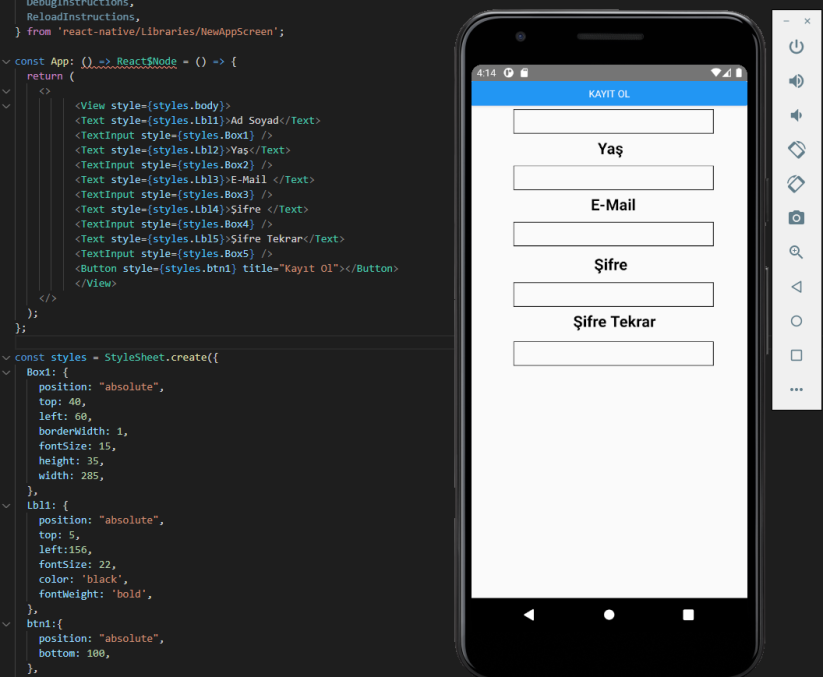 DebugInstructions,
ReloadInstructions,
} from 'react-native/Libraries/NewAppScreen';
const App: () => React$Node = () => {
return (
<>
<View style={styles.body}>
<Text style={styles.Lbl1}>Ad Soyad</Text>
<TextInput style={styles.Box1} />
<Text style={styles.Lbl2}>Yaş</Text>
<TextInput style={styles.Box2} />
<Text style={styles.Lbl3}>E-Mail </Text>
<TextInput style={styles.Box3} />
<Text style={styles.Lbl4}>Şifre </Text>
<TextInput style={styles.Box4} />
<Text style={styles.Lbl5}>Şifre Tekrar</Text>
<TextInput style={styles.Box5} />
<Button style={styles.btn1} title="Kayıt Ol"></Button>
</View>
</>
);
};
const styles = StyleSheet.create({
Box1: {
position: "absolute",
top: 40,
left: 60,
borderWidth: 1,
fontSize: 15,
height: 35,
width: 285,
},
Lbl1: {
position: "absolute",
top: 5,
left:156,
fontSize: 22,
color: 'black',
fontWeight: 'bold',
},
btn1:{
position: "absolute",
bottom: 100,
},
4:14
KAYIT OL
Yaş
E-Mail
Şifre
Şifre Tekrar